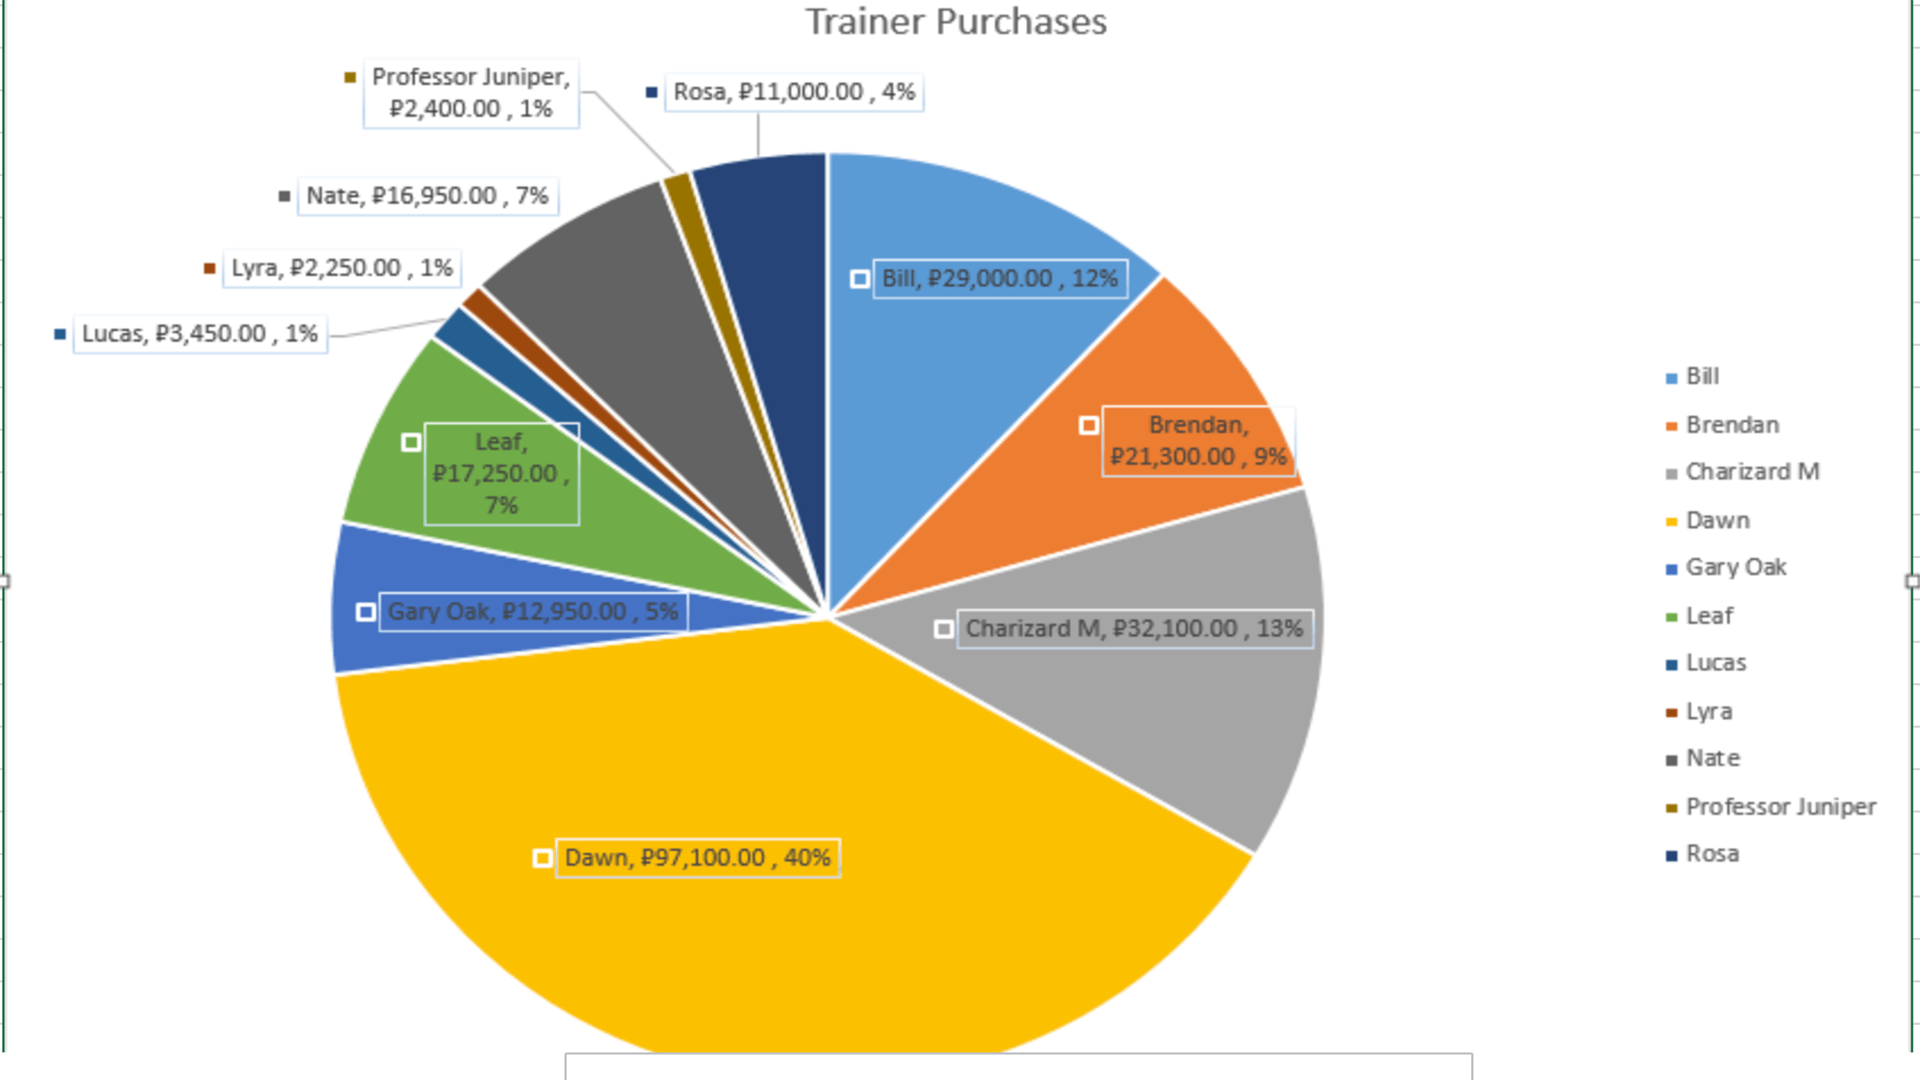 Trainer Purchases
Professor Juniper,
₽2,400.00 , 1%
Rosa, ₽11,000.00 , 4%
Nate, ₽16,950.00 , 7%
Lyra, ₽2,250.00 , 1%
Lucas, ₽3,450.00 , 1%
Bill, ₽29,000.00 , 12%
Brendan,
₽21,300.00 , 9%
Leaf,
₽17,250.00 ,
7%
Gary Oak, ₽12,950.00 , 5%
Charizard M, ₽32,100.00 , 13%
Dawn, ₽97,100.00 , 40%
Bill
Brendan
Charizard M
Dawn
Gary Oak
Leaf
Lucas
Lyra
Nate
Professor Juniper
Rosa